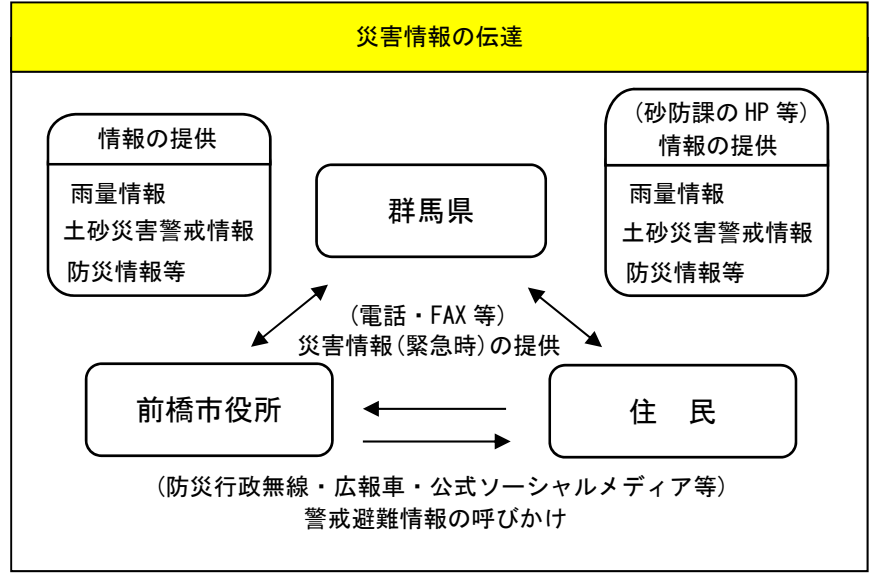 災害情報の伝達
情報の提供
雨量情報
土砂災害警戒情報
防災情報等
(砂防課の HP 等)
情報の提供
雨量情報
土砂災害警戒情報
防災情報等
群馬県
(電話・FAX 等)
災害情報(緊急時)の提供
前橋市役所
住　民
(防災行政無線・広報車・公式ソーシャルメディア等)
警戒避難情報の呼びかけ